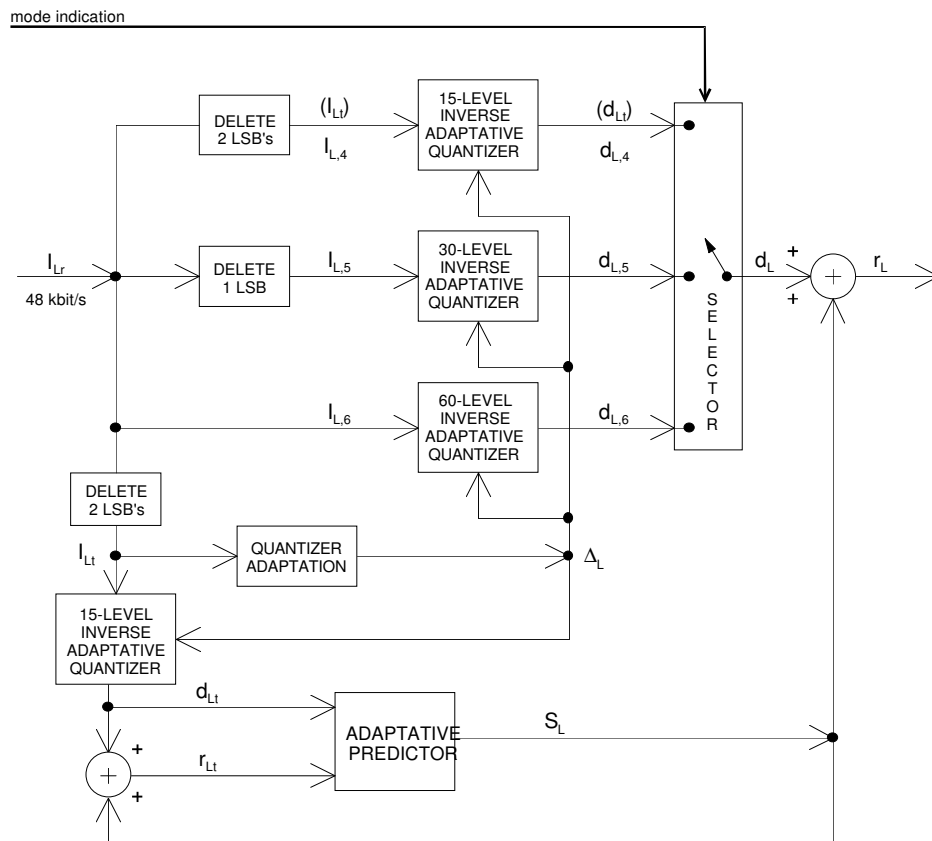 mode indication
DELETE
2 LSB's
(I_Lt)
I_L,4
15-LEVEL
INVERSE
ADAPTATIVE
QUANTIZER
(d_Lt)
d_L,4
I_Lr
48 kbit/s
DELETE
1 LSB
I_L,5
30-LEVEL
INVERSE
ADAPTATIVE
QUANTIZER
d_L,5
SELECTOR
d_L
+
+
+
r_L
I_L,6
60-LEVEL
INVERSE
ADAPTATIVE
QUANTIZER
d_L,6
DELETE
2 LSB's
I_Lt
QUANTIZER
ADAPTATION
Δ_L
15-LEVEL
INVERSE
ADAPTATIVE
QUANTIZER
d_Lt
+
+
+
r_Lt
ADAPTATIVE
PREDICTOR
S_L